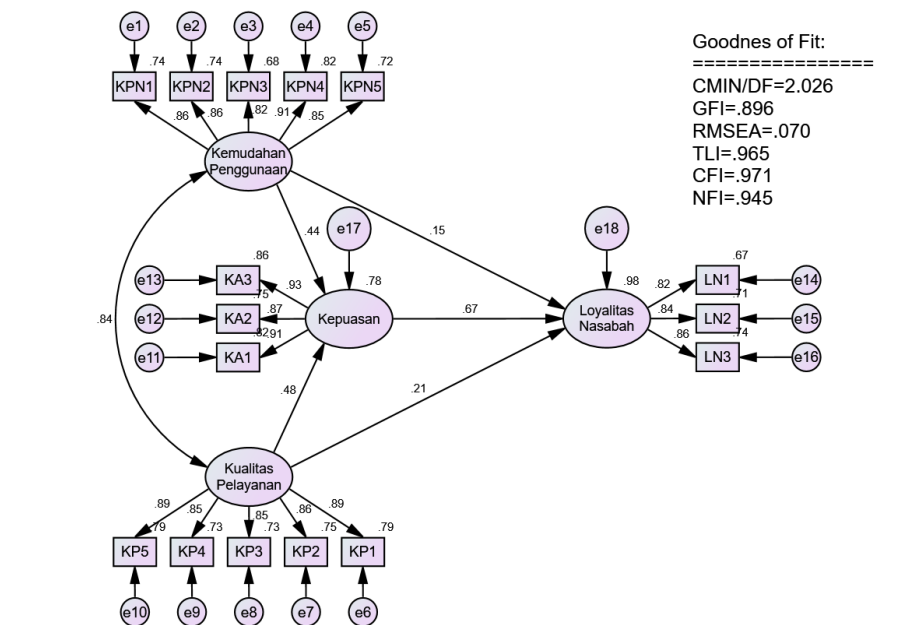 e1 e2 e3 e4 e5
.74 .74 .68 .82 .72
KPN1 KPN2 KPN3 KPN4 KPN5
.86 .86 .82 .91 .85
Kemudahan
Penggunaan
Goodnes of Fit:
================
CMIN/DF=2.026
GFI=.896
RMSEA=.070
TLI=.965
CFI=.971
NFI=.945
.44
.15
e17
e18
.86
e13 KA3 .93
.75
e12 KA2 .87
.82
e11 KA1 .91
.78
Kepuasan
.67
.98
Loyalitas
Nasabah
.67
.82 LN1 e14
.71
.84 LN2 e15
.74
.86 LN3 e16
.84
.48
.21
Kualitas
Pelayanan
.89 .85 .85 .86 .89
.79 .73 .73 .75 .79
KP5 KP4 KP3 KP2 KP1
e10 e9 e8 e7 e6